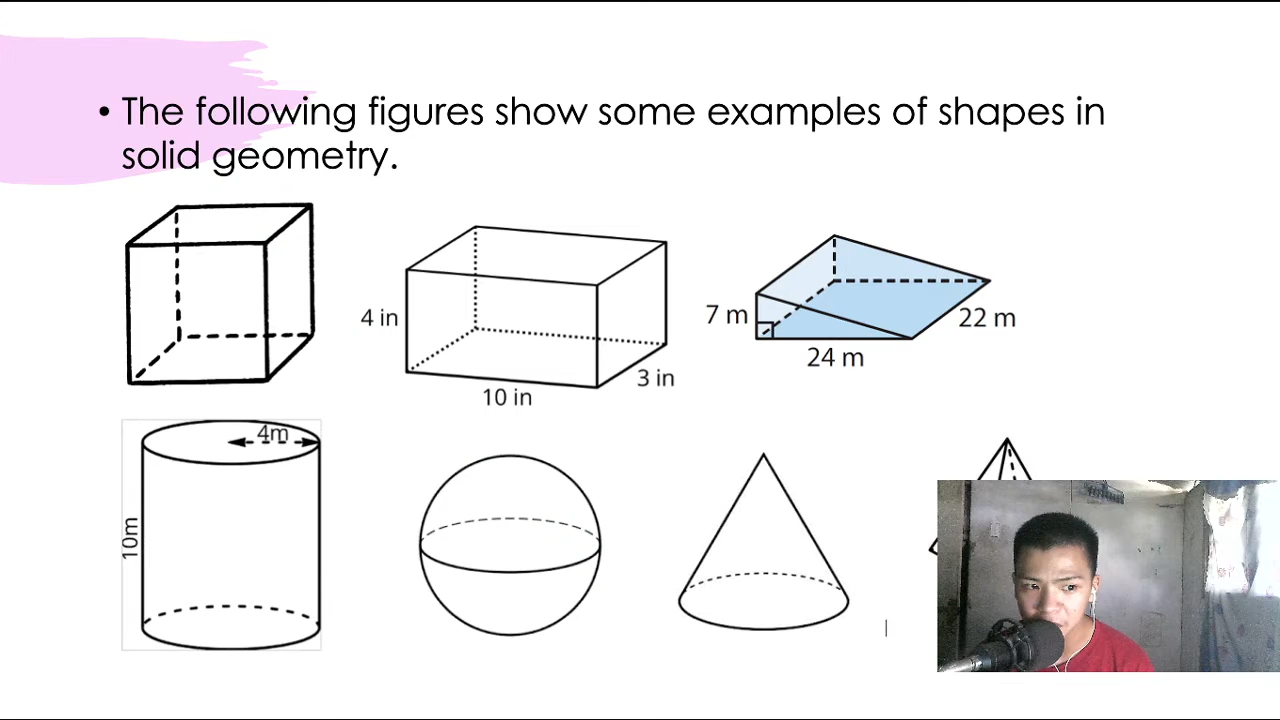 • The following figures show some examples of shapes in
solid geometry.
4 in
10 in
3 in
7 m
24 m
22 m
4m
10m